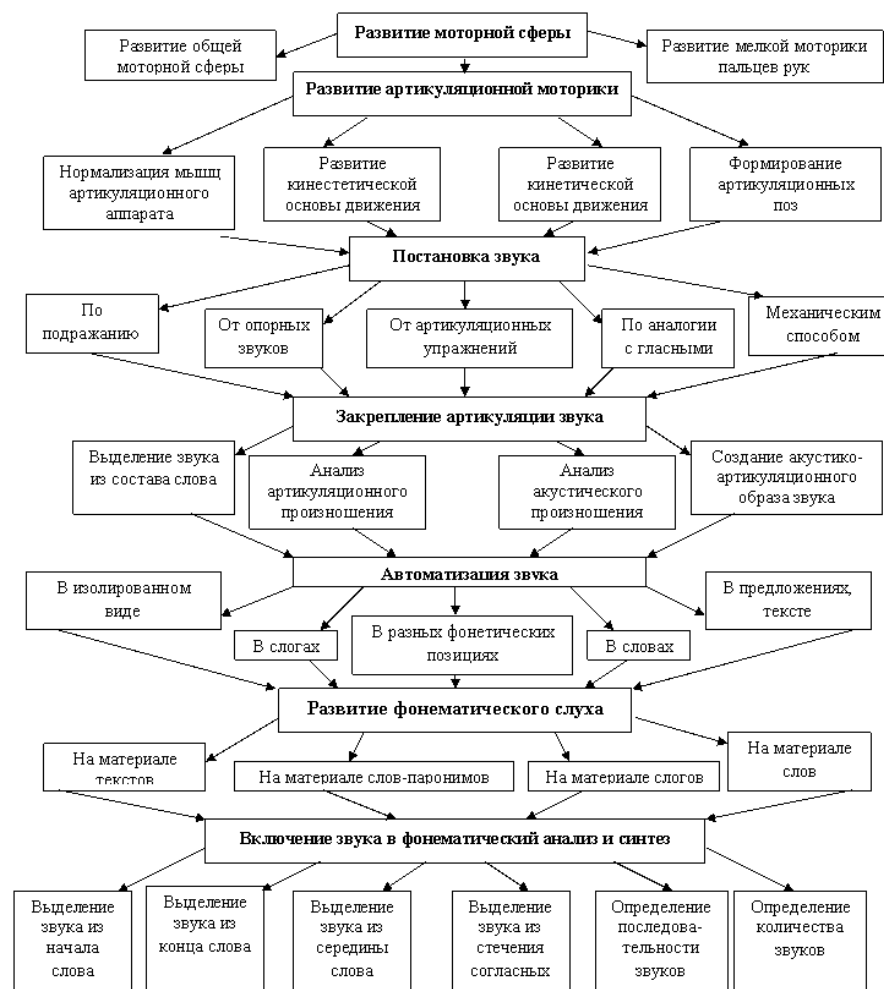 Развитие моторной сферы
Развитие общей
моторной сферы
Развитие мелкой моторики
пальцев рук
Развитие артикуляционной моторики
Нормализация мышц
артикуляционного
аппарата
Развитие
кинестетической
основы движения
Развитие
кинетической
основы движения
Формирование
артикуляционных
поз
Постановка звука
По
подражанию
От опорных
звуков
От артикуляционных
упражнений
По аналогии
с гласными
Механическим
способом
Закрепление артикуляции звука
Выделение звука
из состава слова
Анализ
артикуляционного
произношения
Анализ
акустического
произношения
Создание акустико-
артикуляционного
образа звука
Автоматизация звука
В изолированном
виде
В слогах
В разных фонетических
позициях
В словах
В предложениях,
тексте
Развитие фонематического слуха
На материале
текстов
На материале слов-паронимов
На материале слогов
На материале
слов
Включение звука в фонематический анализ и синтез
Выделение
звука из
начала
слова
Выделение
звука из
конца слова
Выделение
звука из
середины
слова
Выделение
звука из
стечения
согласных
Определение
последова-
тельности
звуков
Определение
количества
звуков